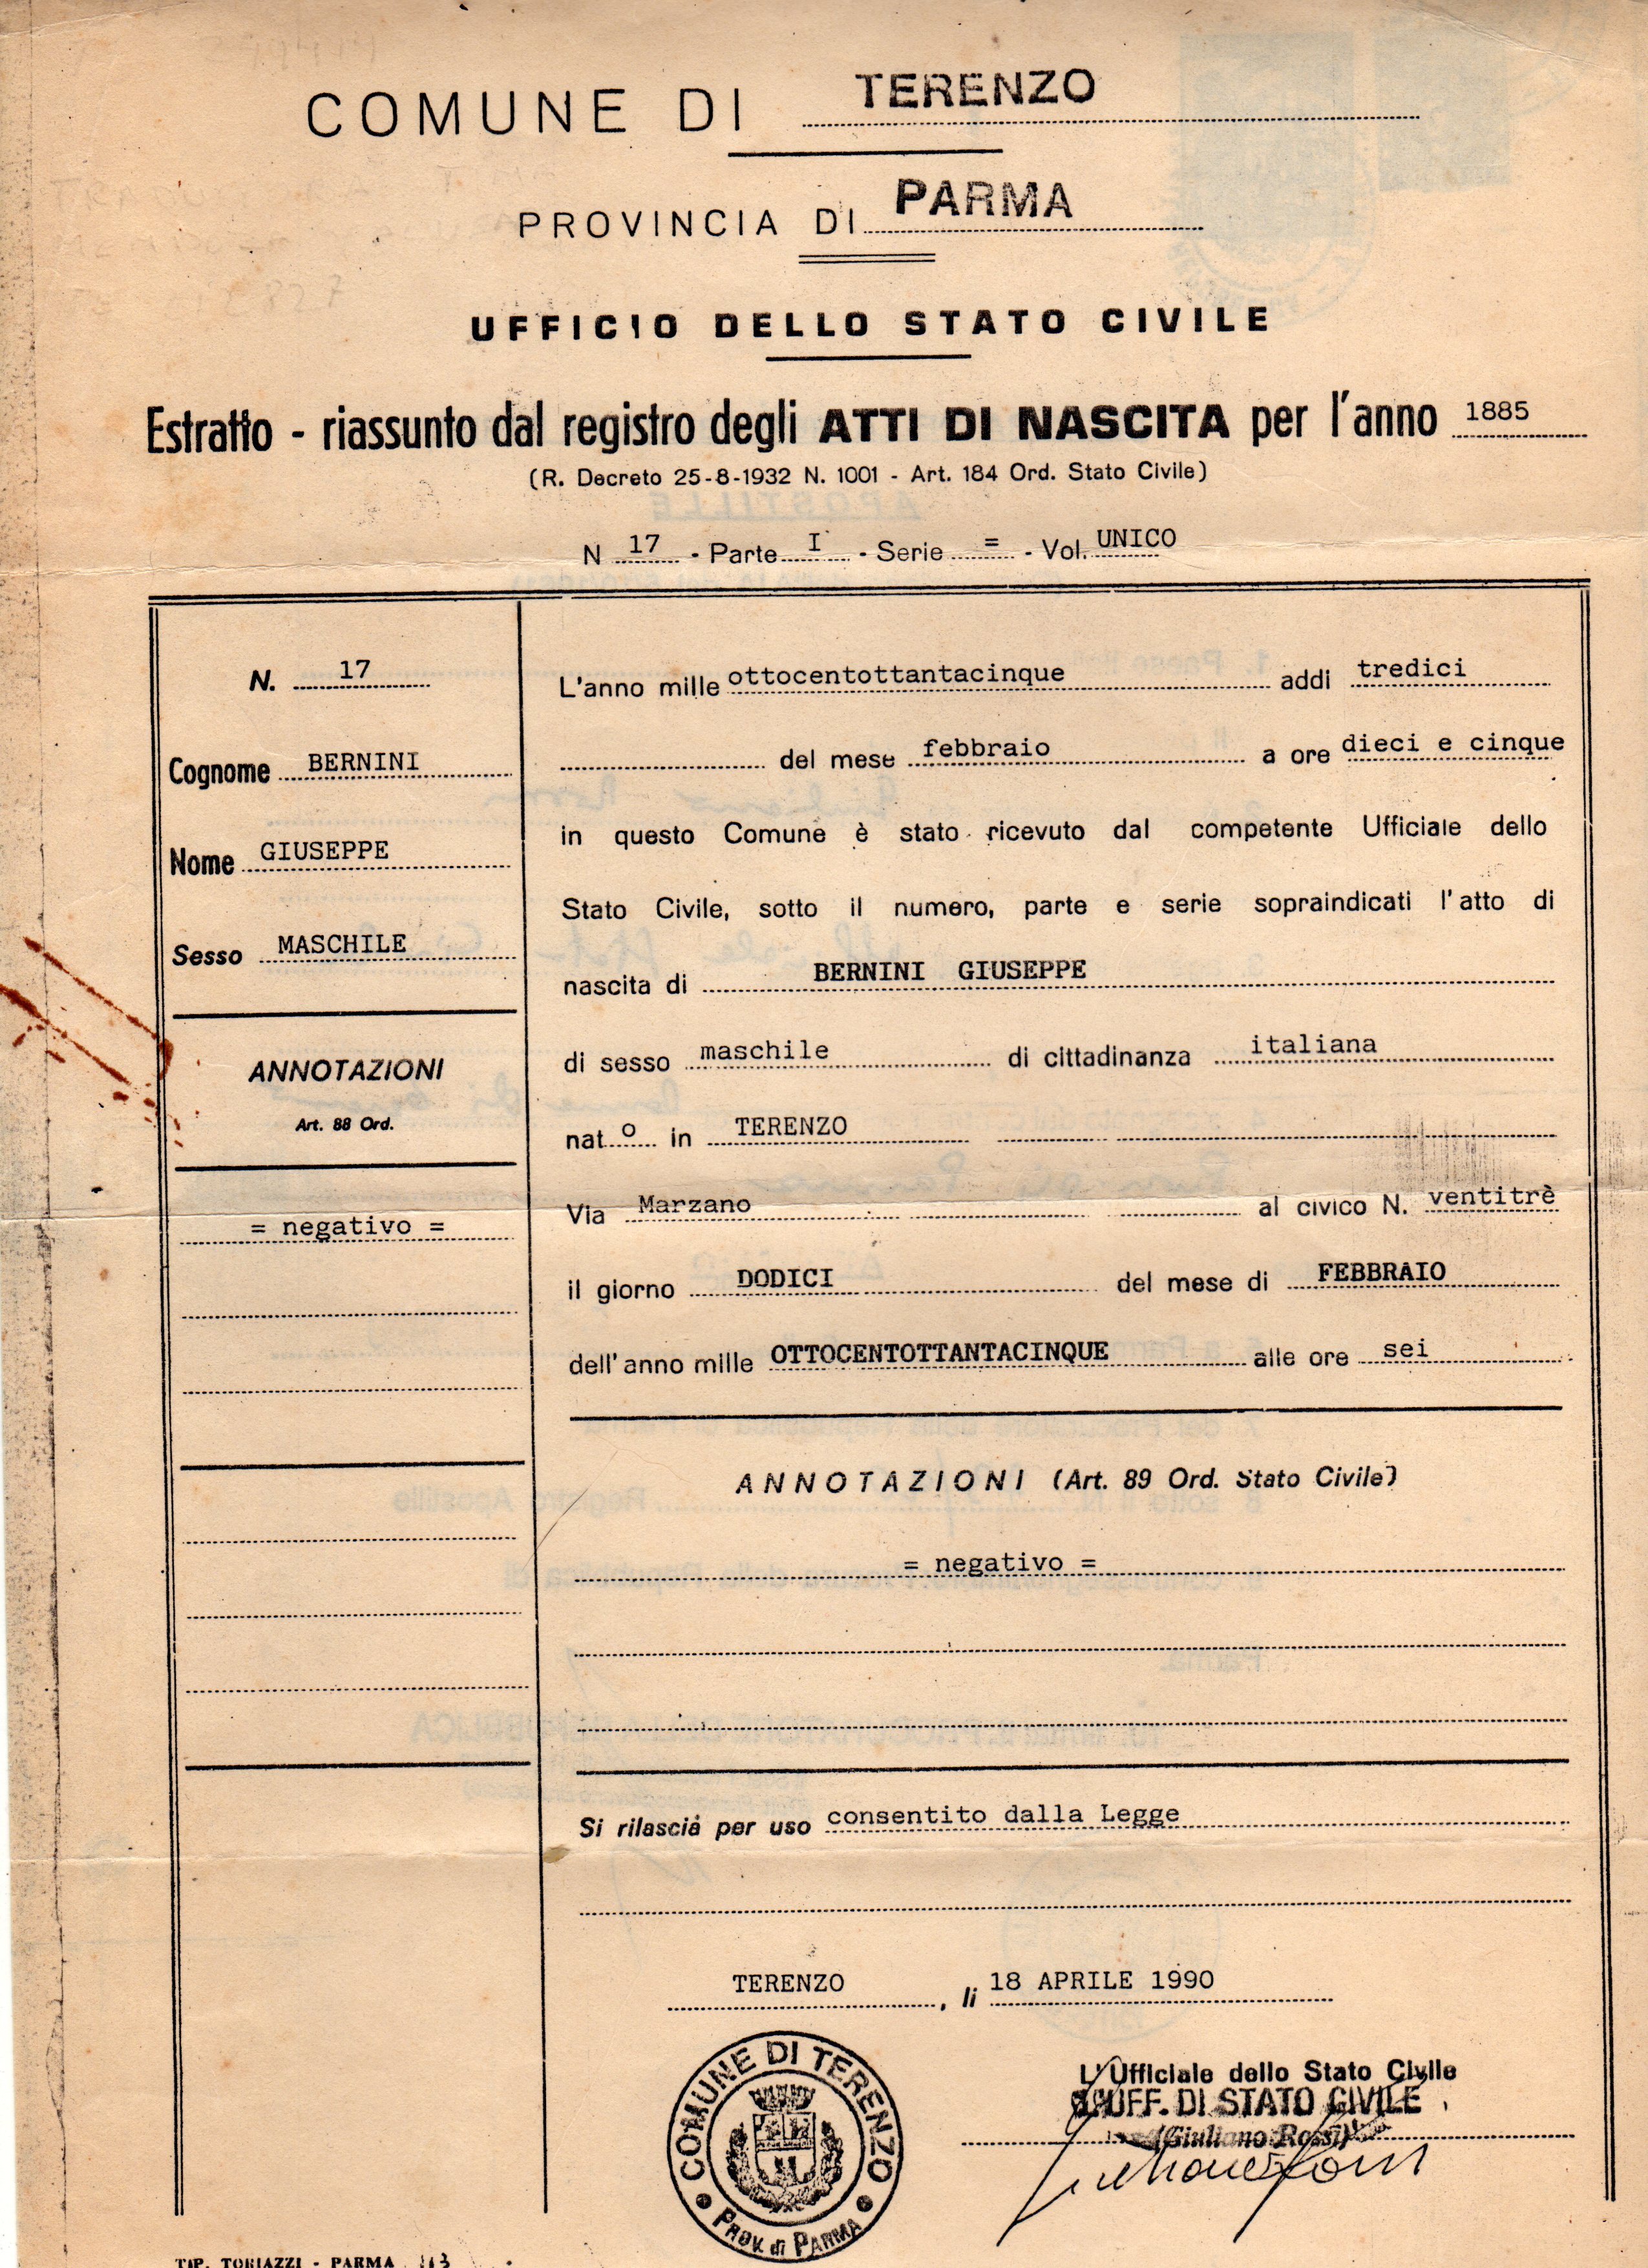 COMUNE DI TERENZO
PROVINCIA DI PARMA
UFFICIO DELLO STATO CIVILE
Estratto - riassunto dal registro degli ATTI DI NASCITA per l'anno 1885
(R. Decreto 25-8-1932 N. 1001 - Art. 184 Ord. Stato Civile)
N 17 - Parte I - Serie = - Vol. UNICO
N. 17
Cognome BERNINI
Nome GIUSEPPE
Sesso MASCHILE
ANNOTAZIONI
Art. 88 Ord.
= negativo =
L'anno mille ottocentottantacinque addi tredici
del mese febbraio a ore dieci e cinque
in questo Comune è stato ricevuto dal competente Ufficiale dello
Stato Civile, sotto il numero, parte e serie sopraindicati l'atto di
nascita di BERNINI GIUSEPPE
di sesso maschile di cittadinanza italiana
nat o in TERENZO
Via Marzano al civico N. ventitrè
il giorno DODICI del mese di FEBBRAIO
dell'anno mille OTTOCENTOTTANTACINQUE alle ore sei
ANNOTAZIONI (Art. 89 Ord. Stato Civile)
= negativo =
Si rilascia per uso consentito dalla Legge
TERENZO, li 18 APRILE 1990
COMUNE DI TERENZO
PROV. di PARMA
L'Ufficiale dello Stato Civile
UFF. DI STATO CIVILE
(Giuliano Rossi)
Giuliano Rossi
TIP. TORIAZZI - PARMA